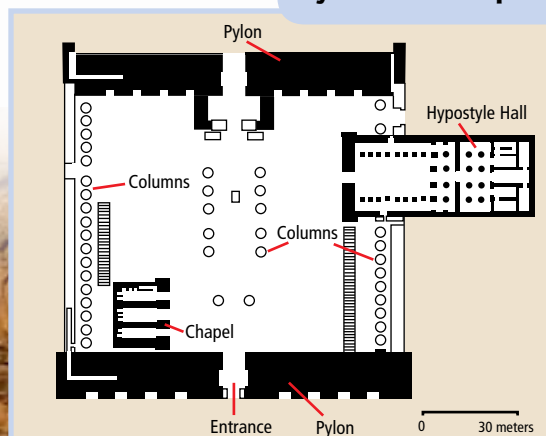 Pylon
Hypostyle Hall
Columns
Columns
Chapel
Entrance
Pylon
0 30 meters